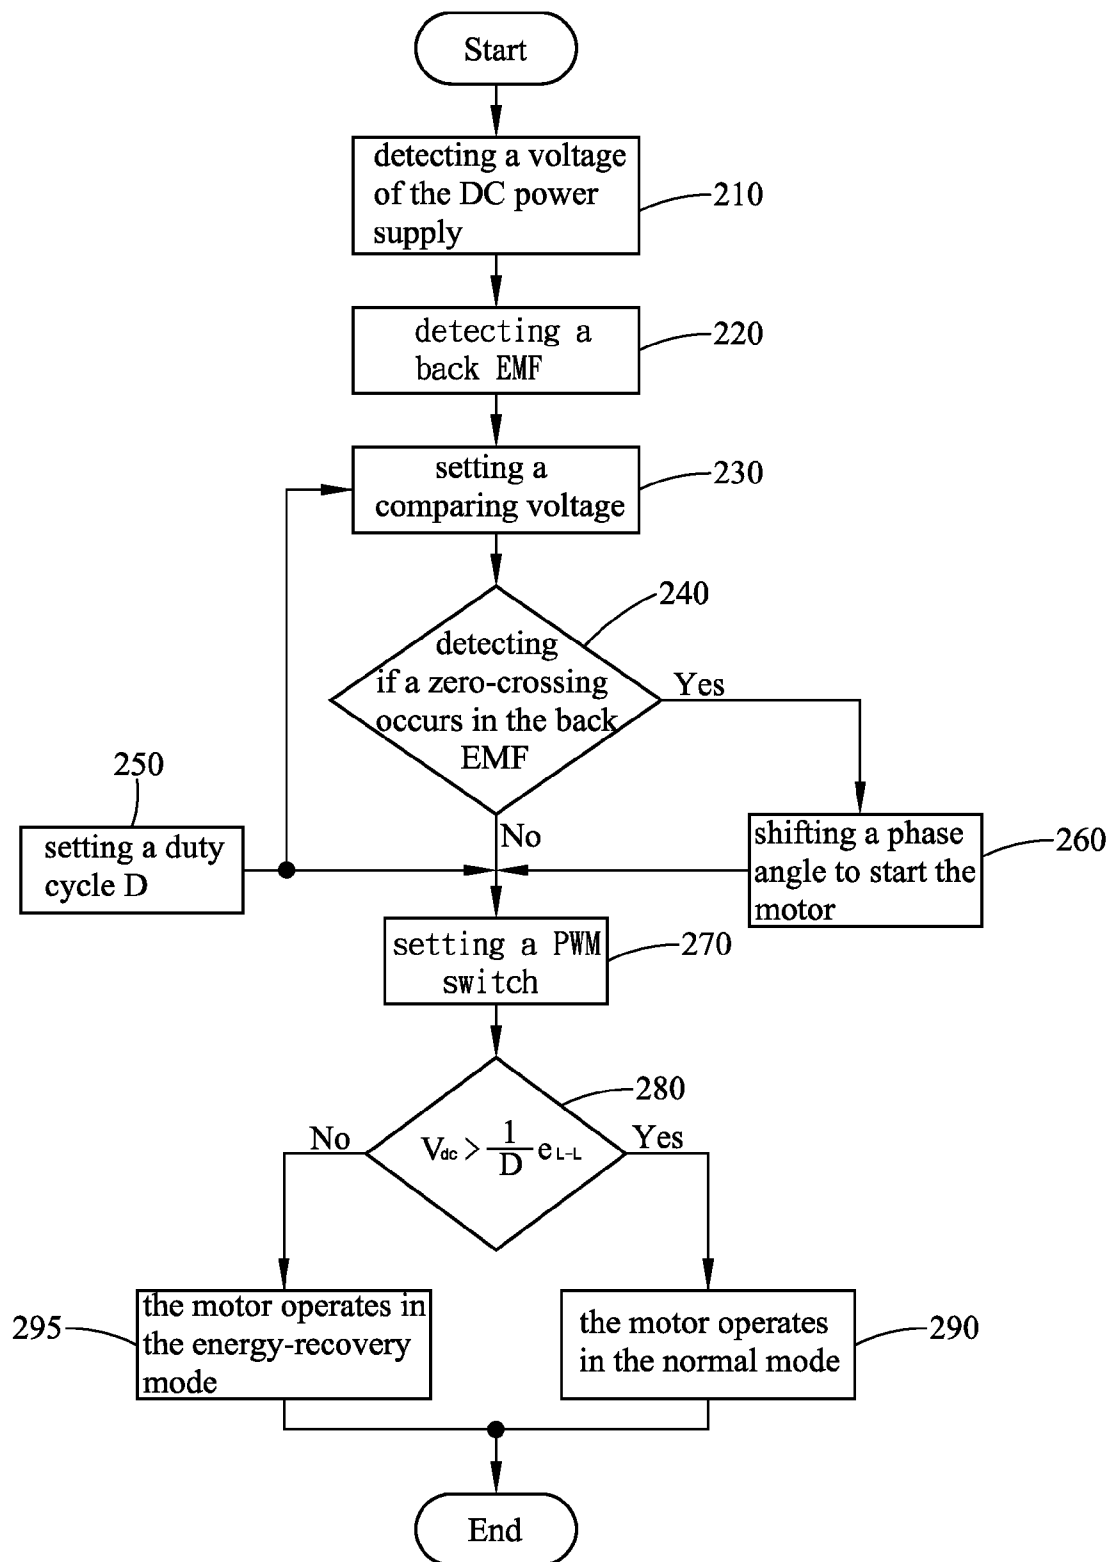 Start
detecting a voltage
of the DC power
supply
210
detecting a
back EMF
220
setting a
comparing voltage
230
240
detecting
if a zero-crossing
occurs in the back
EMF
Yes
No
250
setting a duty
cycle D
shifting a phase
angle to start the
motor
260
setting a PWM
switch
270
280
Vdc > 1/D eL-L
No
Yes
295
the motor operates in
the energy-recovery
mode
the motor operates
in the normal mode
290
End